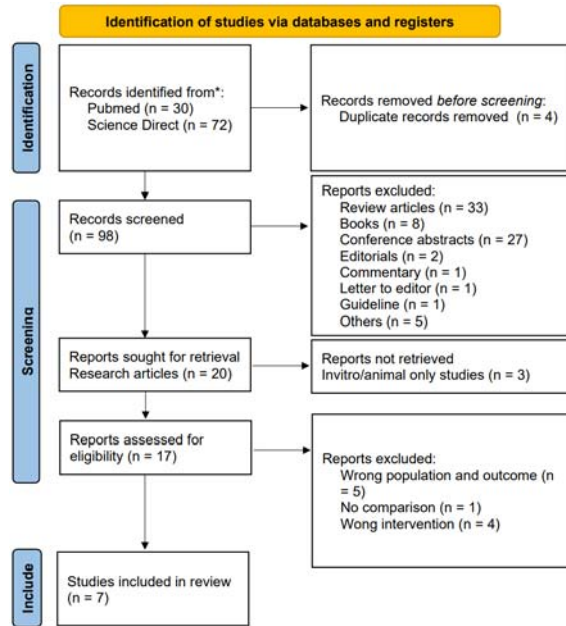 Identification of studies via databases and registers
Identification
Records identified from*:
Pubmed (n = 30)
Science Direct (n = 72)
Records removed before screening:
Duplicate records removed (n = 4)
Screening
Records screened
(n = 98)
Reports excluded:
Review articles (n = 33)
Books (n = 8)
Conference abstracts (n = 27)
Editorials (n = 2)
Commentary (n = 1)
Letter to editor (n = 1)
Guideline (n = 1)
Others (n = 5)
Reports sought for retrieval
Research articles (n = 20)
Reports not retrieved
Invitro/animal only studies (n = 3)
Reports assessed for
eligibility (n = 17)
Reports excluded:
Wrong population and outcome (n
= 5)
No comparison (n = 1)
Wong intervention (n = 4)
Include
Studies included in review
(n = 7)